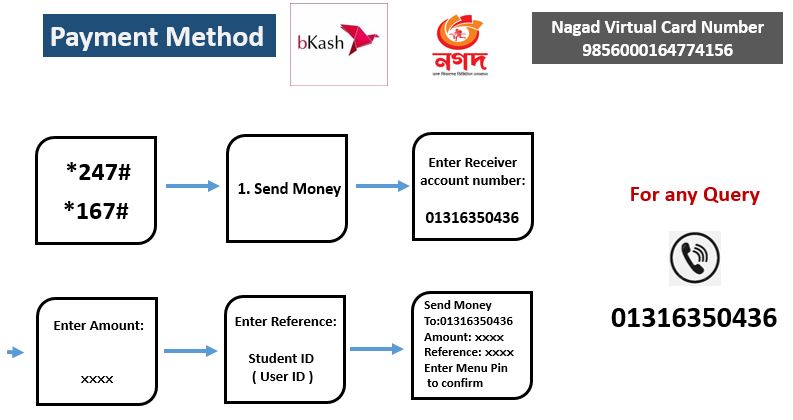 Payment Method
bKash
নগদ
ডাক বিভাগের ডিজিটাল লেনদেন
Nagad Virtual Card Number
9856000164774156
*247#
*167#
1. Send Money
Enter Receiver
account number:
01316350436
For any Query
01316350436
Enter Amount:
xxxx
Enter Reference:
Student ID
( User ID )
Send Money
To:01316350436
Amount: xxxx
Reference: xxxx
Enter Menu Pin
to confirm